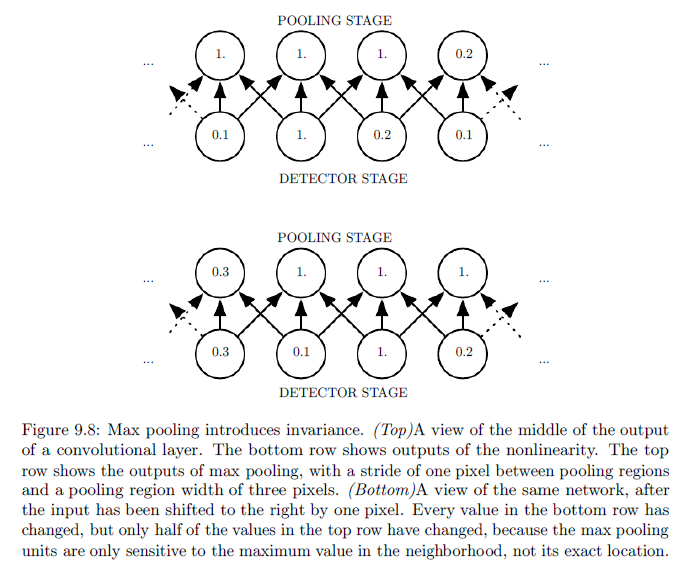 POOLING STAGE
... 1. 1. 1. 0.2 ...
... 0.1 1. 0.2 0.1 ...
DETECTOR STAGE
POOLING STAGE
... 0.3 1. 1. 1. ...
... 0.3 0.1 1. 0.2 ...
DETECTOR STAGE
Figure 9.8: Max pooling introduces invariance. (Top)A view of the middle of the output
of a convolutional layer. The bottom row shows outputs of the nonlinearity. The top
row shows the outputs of max pooling, with a stride of one pixel between pooling regions
and a pooling region width of three pixels. (Bottom)A view of the same network, after
the input has been shifted to the right by one pixel. Every value in the bottom row has
changed, but only half of the values in the top row have changed, because the max pooling
units are only sensitive to the maximum value in the neighborhood, not its exact location.